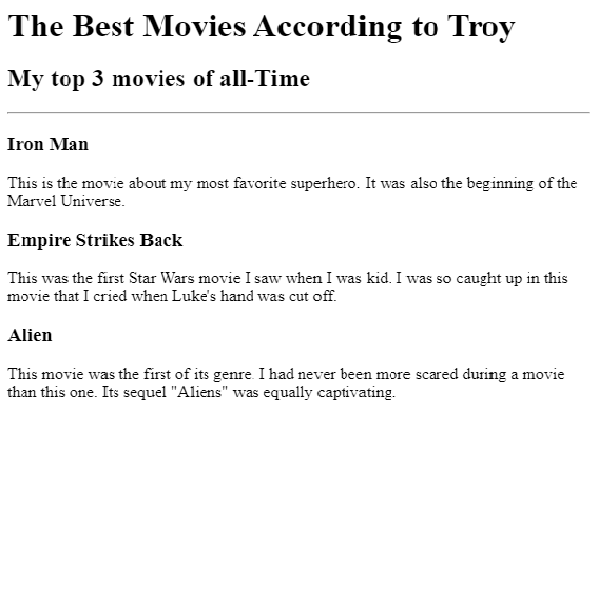 The Best Movies According to Troy
My top 3 movies of all-Time
Iron Man
This is the movie about my most favorite superhero. It was also the beginning of the
Marvel Universe.
Empire Strikes Back
This was the first Star Wars movie I saw when I was kid. I was so caught up in this
movie that I cried when Luke's hand was cut off.
Alien
This movie was the first of its genre. I had never been more scared during a movie
than this one. Its sequel "Aliens" was equally captivating.